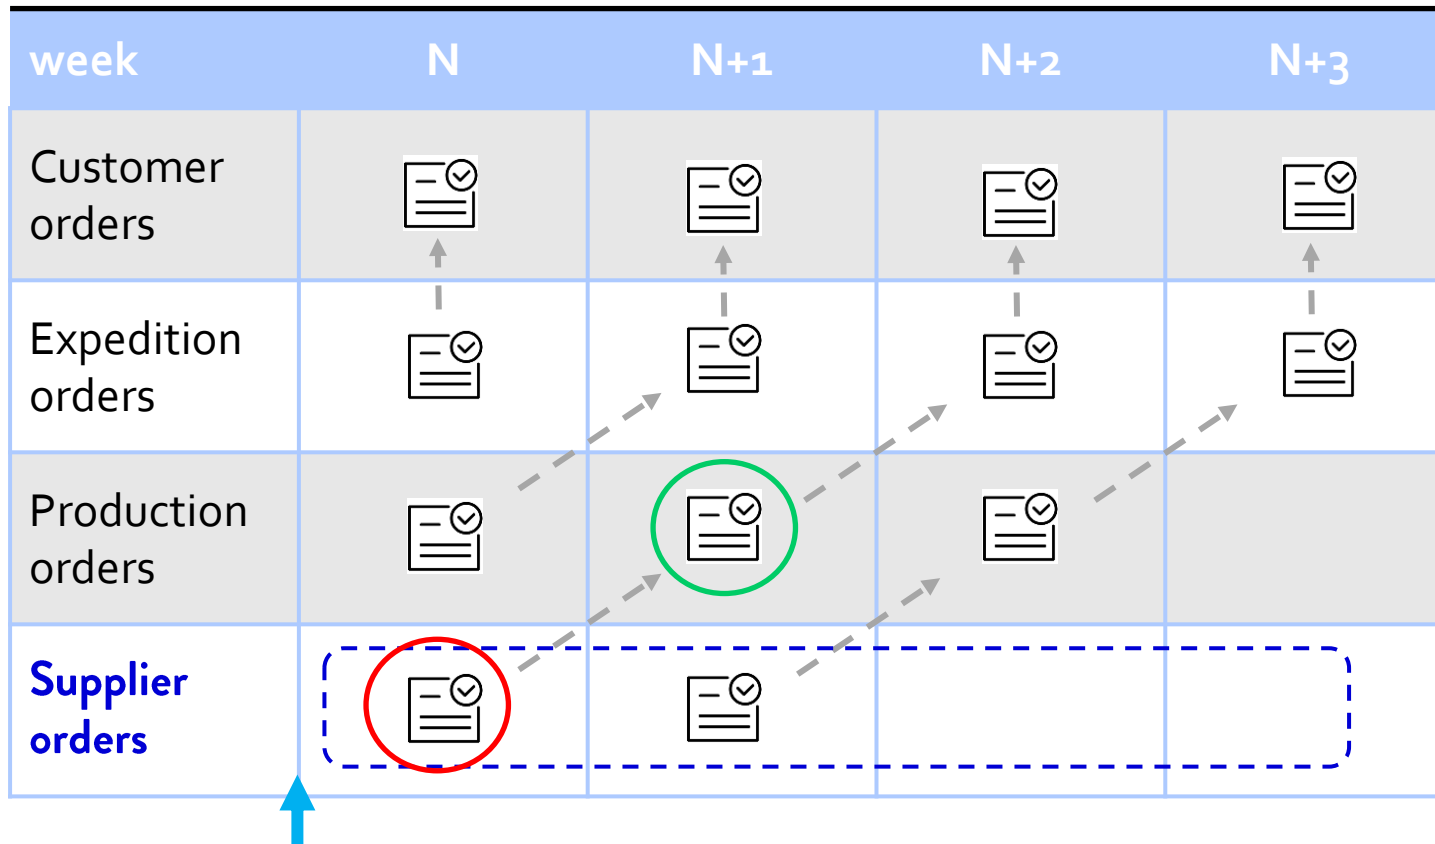 week N N+1 N+2 N+3
Customer
orders
Expedition
orders
Production
orders
Supplier
orders